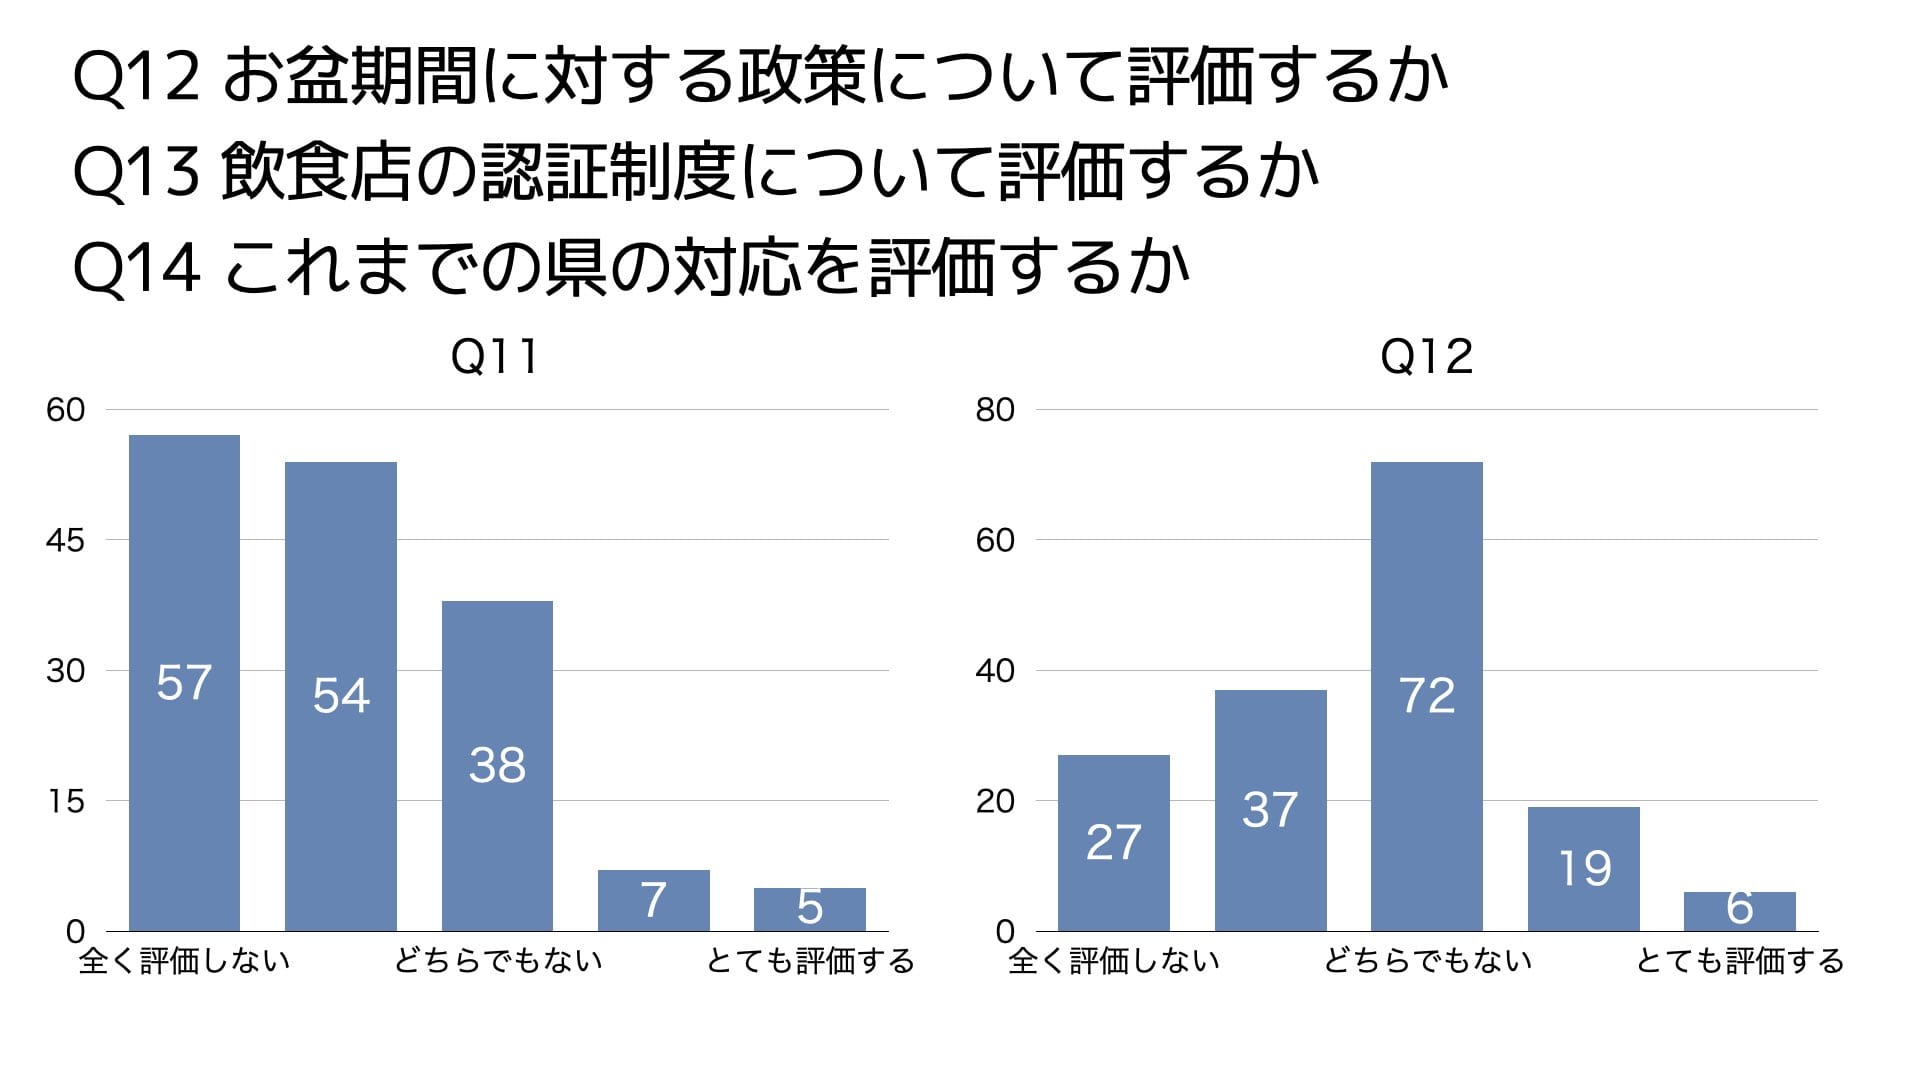 Q12 お盆期間に対する政策について評価するか
Q13 飲食店の認証制度について評価するか
Q14 これまでの県の対応を評価するか
Q11
60
45
30
15
0
57
54
38
7
5
全く評価しない
どちらでもない
とても評価する
Q12
80
60
40
20
0
27
37
72
19
6
全く評価しない
どちらでもない
とても評価する